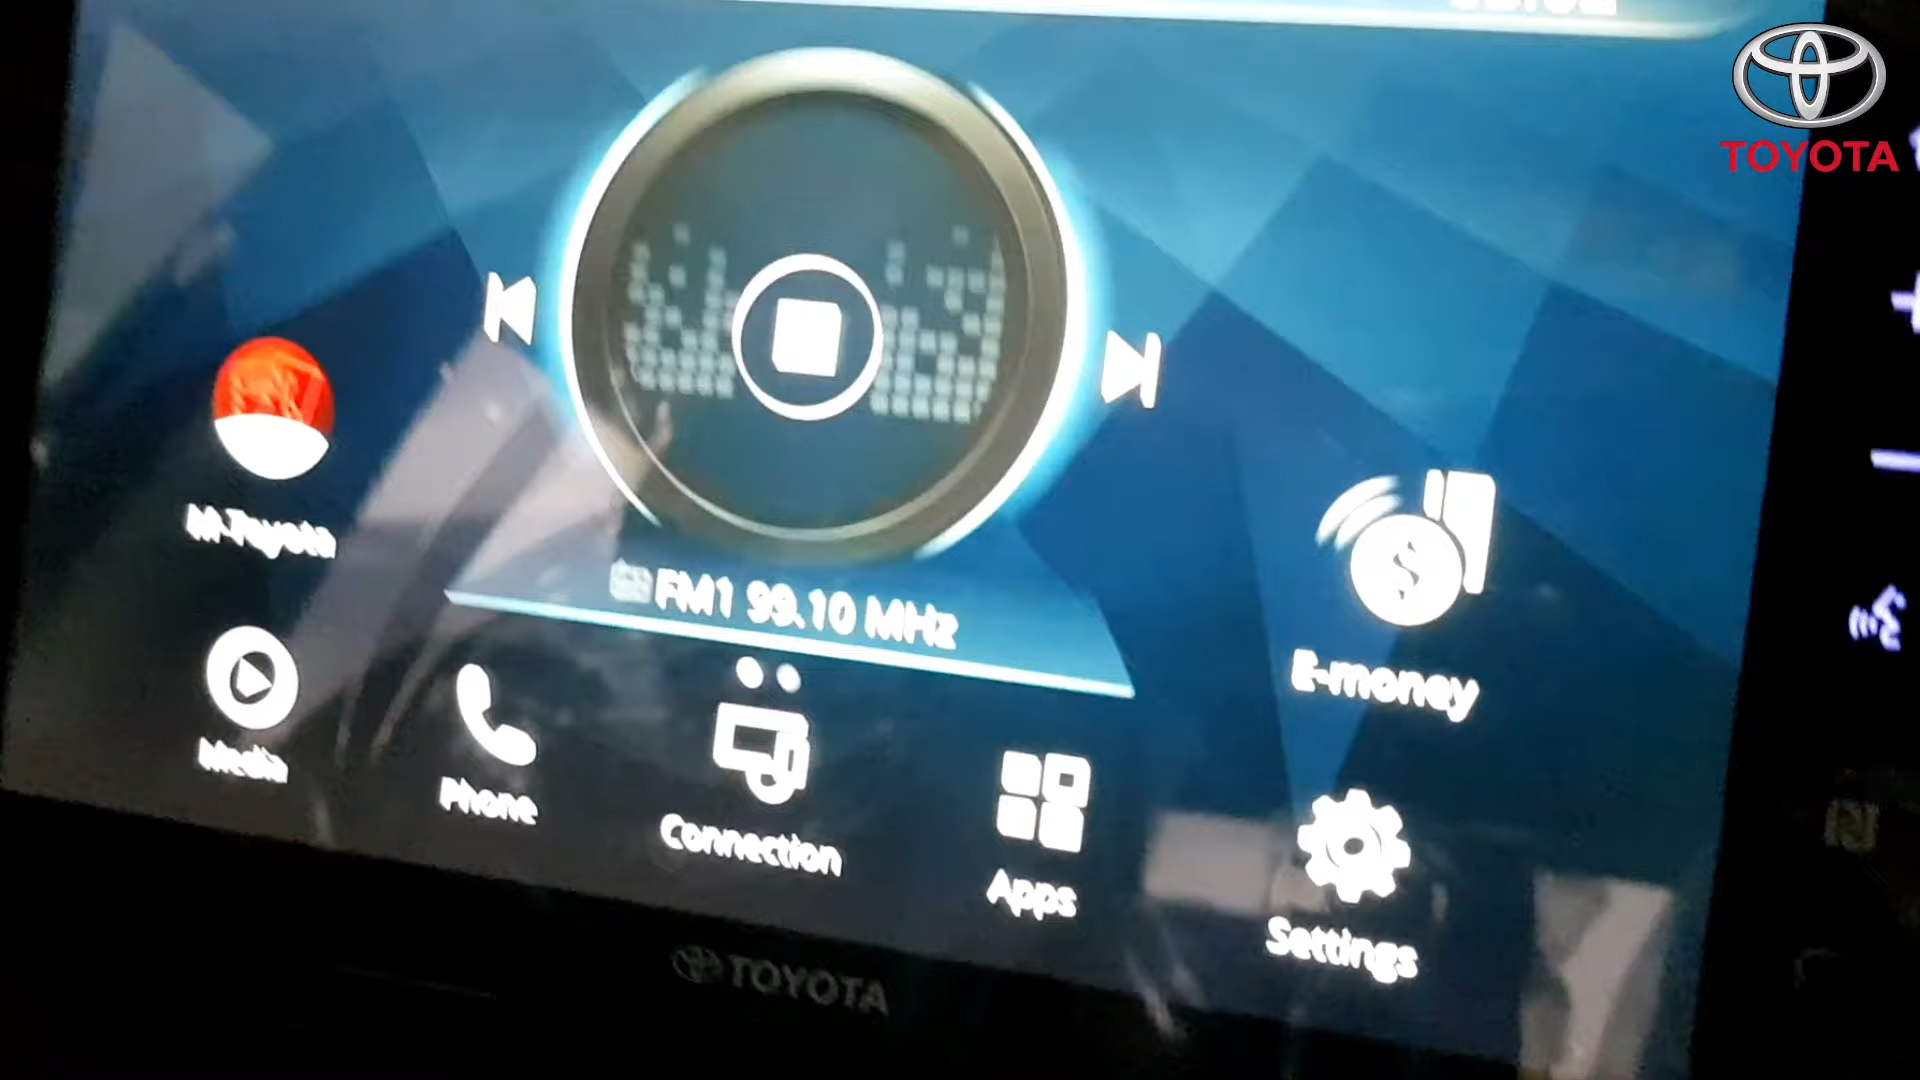 TOYOTA
M-Toyota
FM1 99.10 MHz
E-money
Media
Phone
Connection
Apps
Settings
TOYOTA